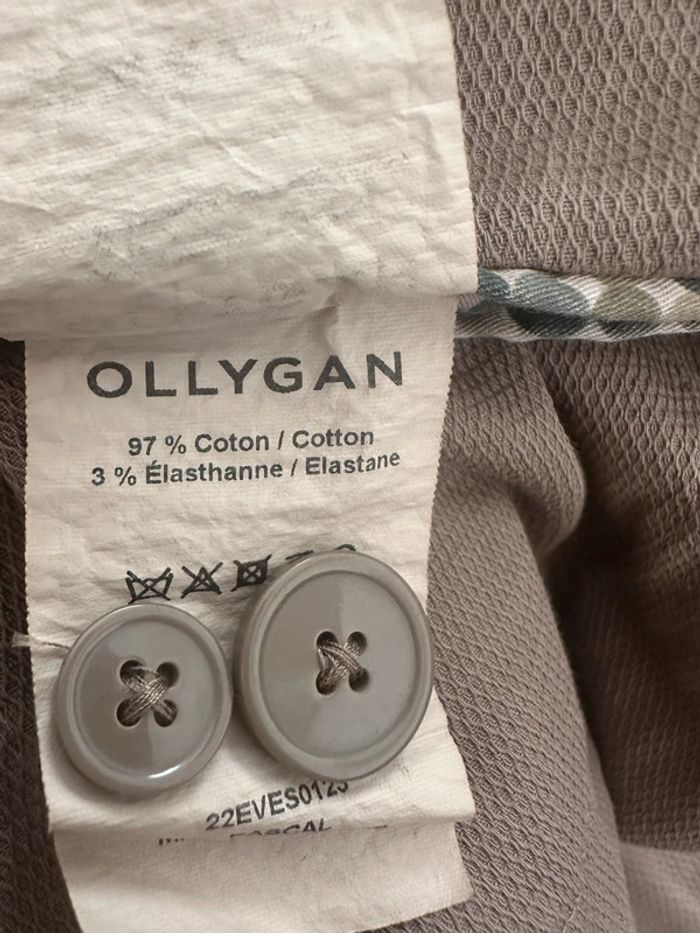 OLLYGAN
97 % Coton / Cotton
3 % Élasthanne / Elastane
22EVES0123